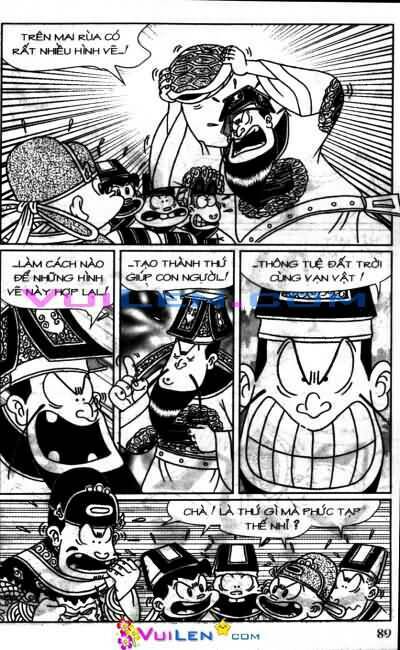 TRÊN MAI RÙA CÓ
RẤT NHIỀU HÌNH VẼ...!
...LÀM CÁCH NÀO
ĐỂ NHỮNG HÌNH
VẼ NÀY HỢP LẠI...
...TẠO THÀNH THỨ
GIÚP CON NGƯỜI...!
...THÔNG TUỆ ĐẤT TRỜI
CÙNG VẠN VẬT!
VUILEN.COM
CHÀ! LÀ THỨ GÌ MÀ PHỨC TẠP
THẾ NHỈ?
89
VUILEN.COM